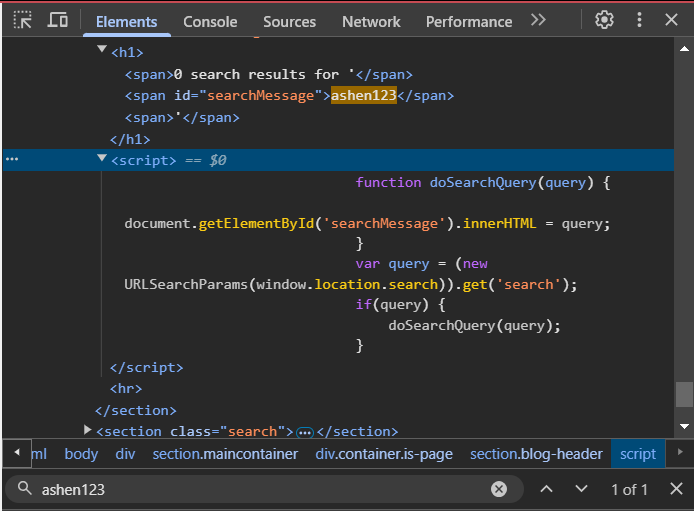 Elements Console Sources Network Performance
<h1>
<span>0 search results for '</span>
<span id="searchMessage">ashen123</span>
<span>'</span>
</h1>
<script> == $0
function doSearchQuery(query) {
document.getElementById('searchMessage').innerHTML = query;
}
var query = (new
URLSearchParams(window.location.search)).get('search');
if(query) {
doSearchQuery(query);
}
</script>
<hr>
</section>
<section class="search"> … </section>
ml body div section.maincontainer div.container.is-page section.blog-header script
ashen123 1 of 1